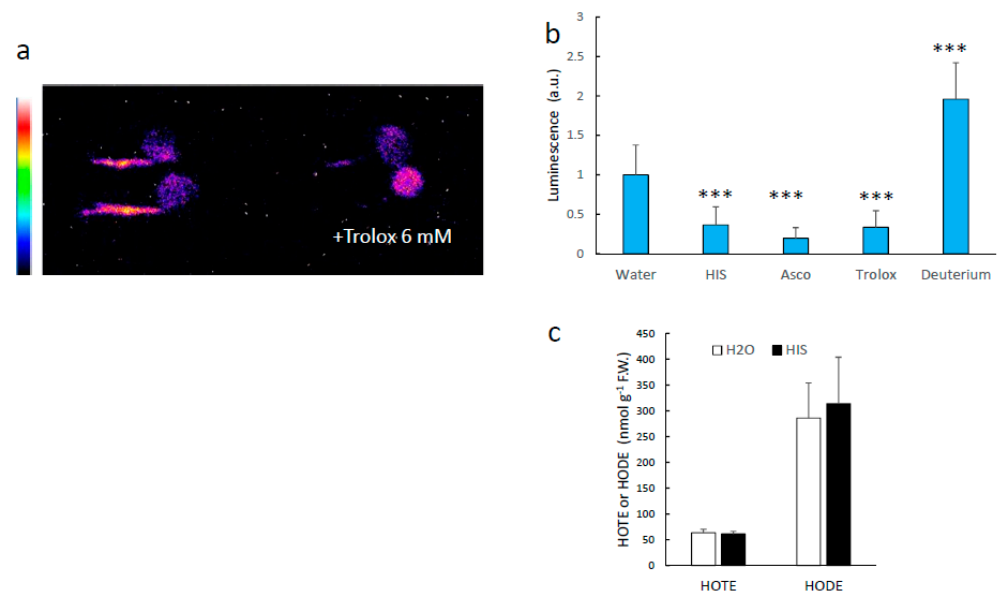 a
+Trolox 6 mM
b
Luminescence (a.u.)
3
2.5
2
1.5
1
0.5
0
***
***
***
***
Water HIS Asco Trolox Deuterium
c
HOTE or HODE (nmol g⁻¹ F.W.)
450
400
350
300
250
200
150
100
50
0
H2O HIS
HOTE HODE